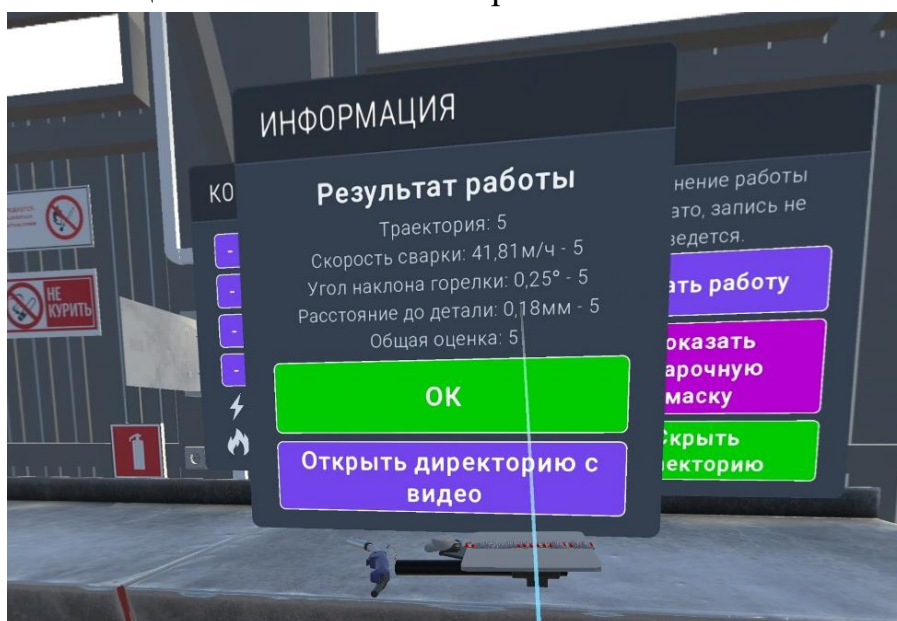 ИНФОРМАЦИЯ
Результат работы
Траектория: 5
Скорость сварки: 41,81м/ч - 5
Угол наклона горелки: 0,25° - 5
Расстояние до детали: 0,18мм - 5
Общая оценка: 5
ОК
Открыть директорию с
видео
КО
нение работы
ато, запись не
ведется.
ать работу
оказать
арочную
маску
Скрыть
екторию
НЕ
КУРИТЬ